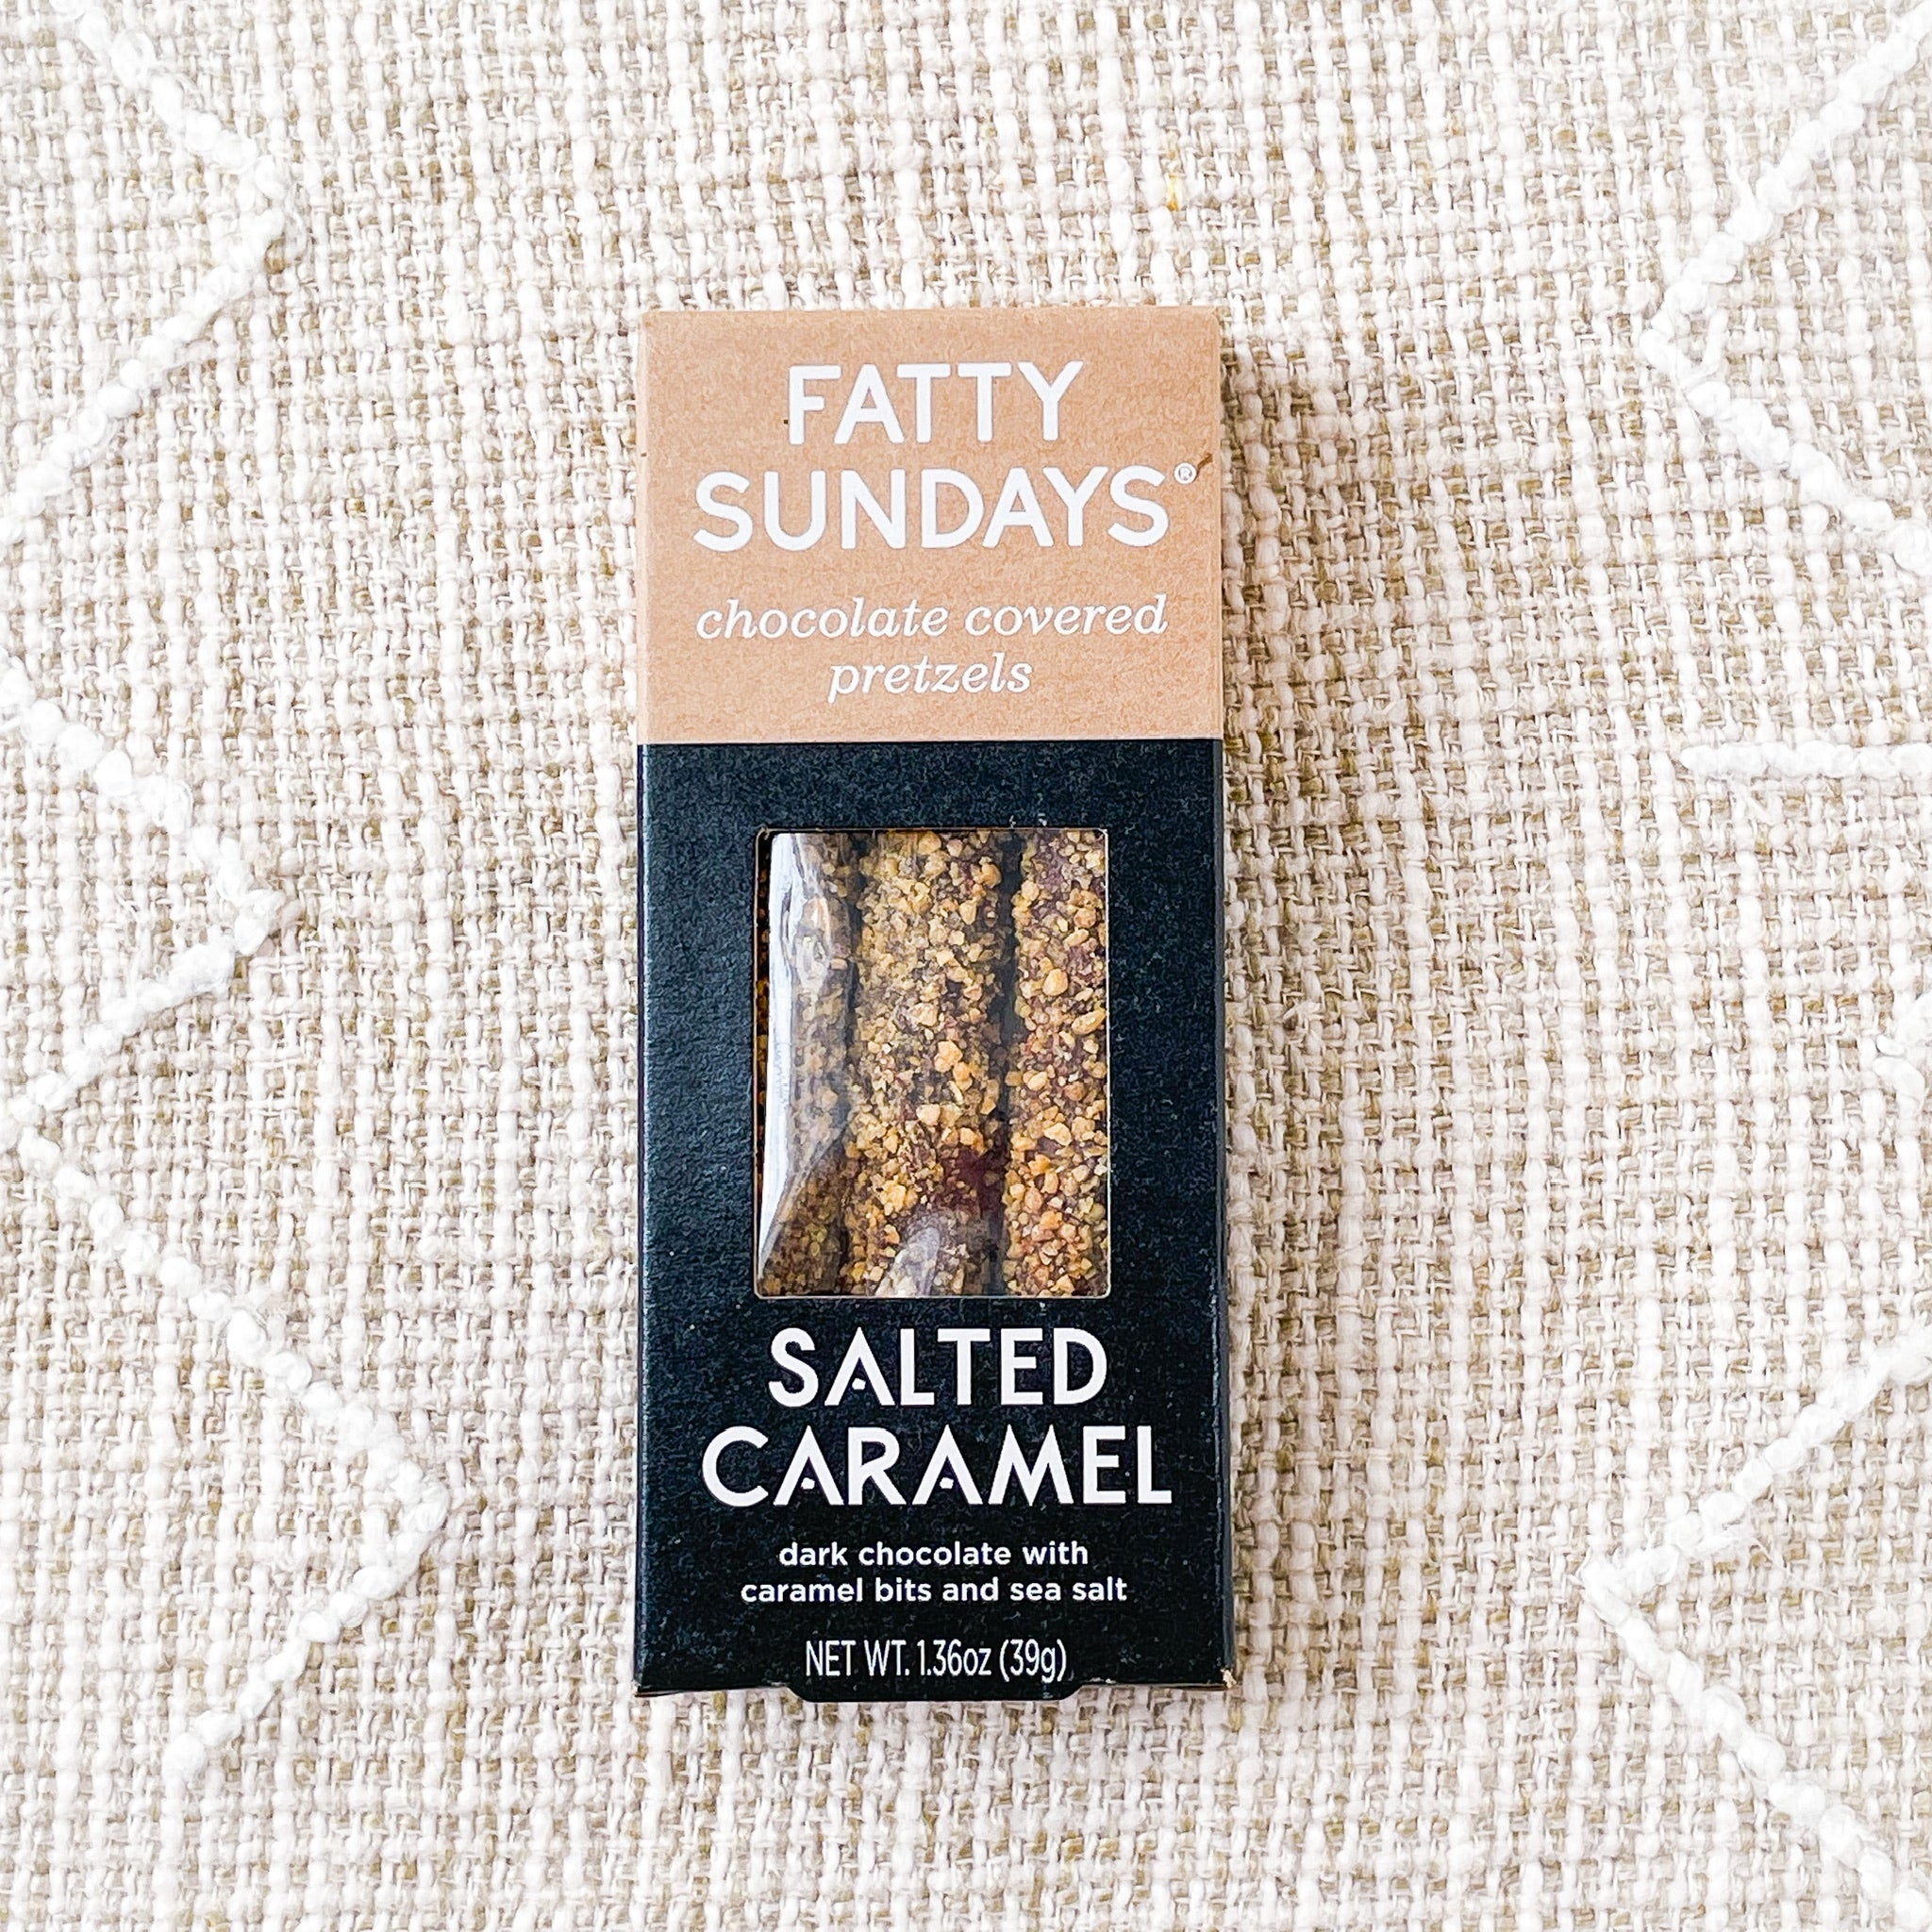 FATTY
SUNDAYS®
chocolate covered
pretzels
SALTED
CARAMEL
dark chocolate with
caramel bits and sea salt
NET WT. 1.36oz (39g)